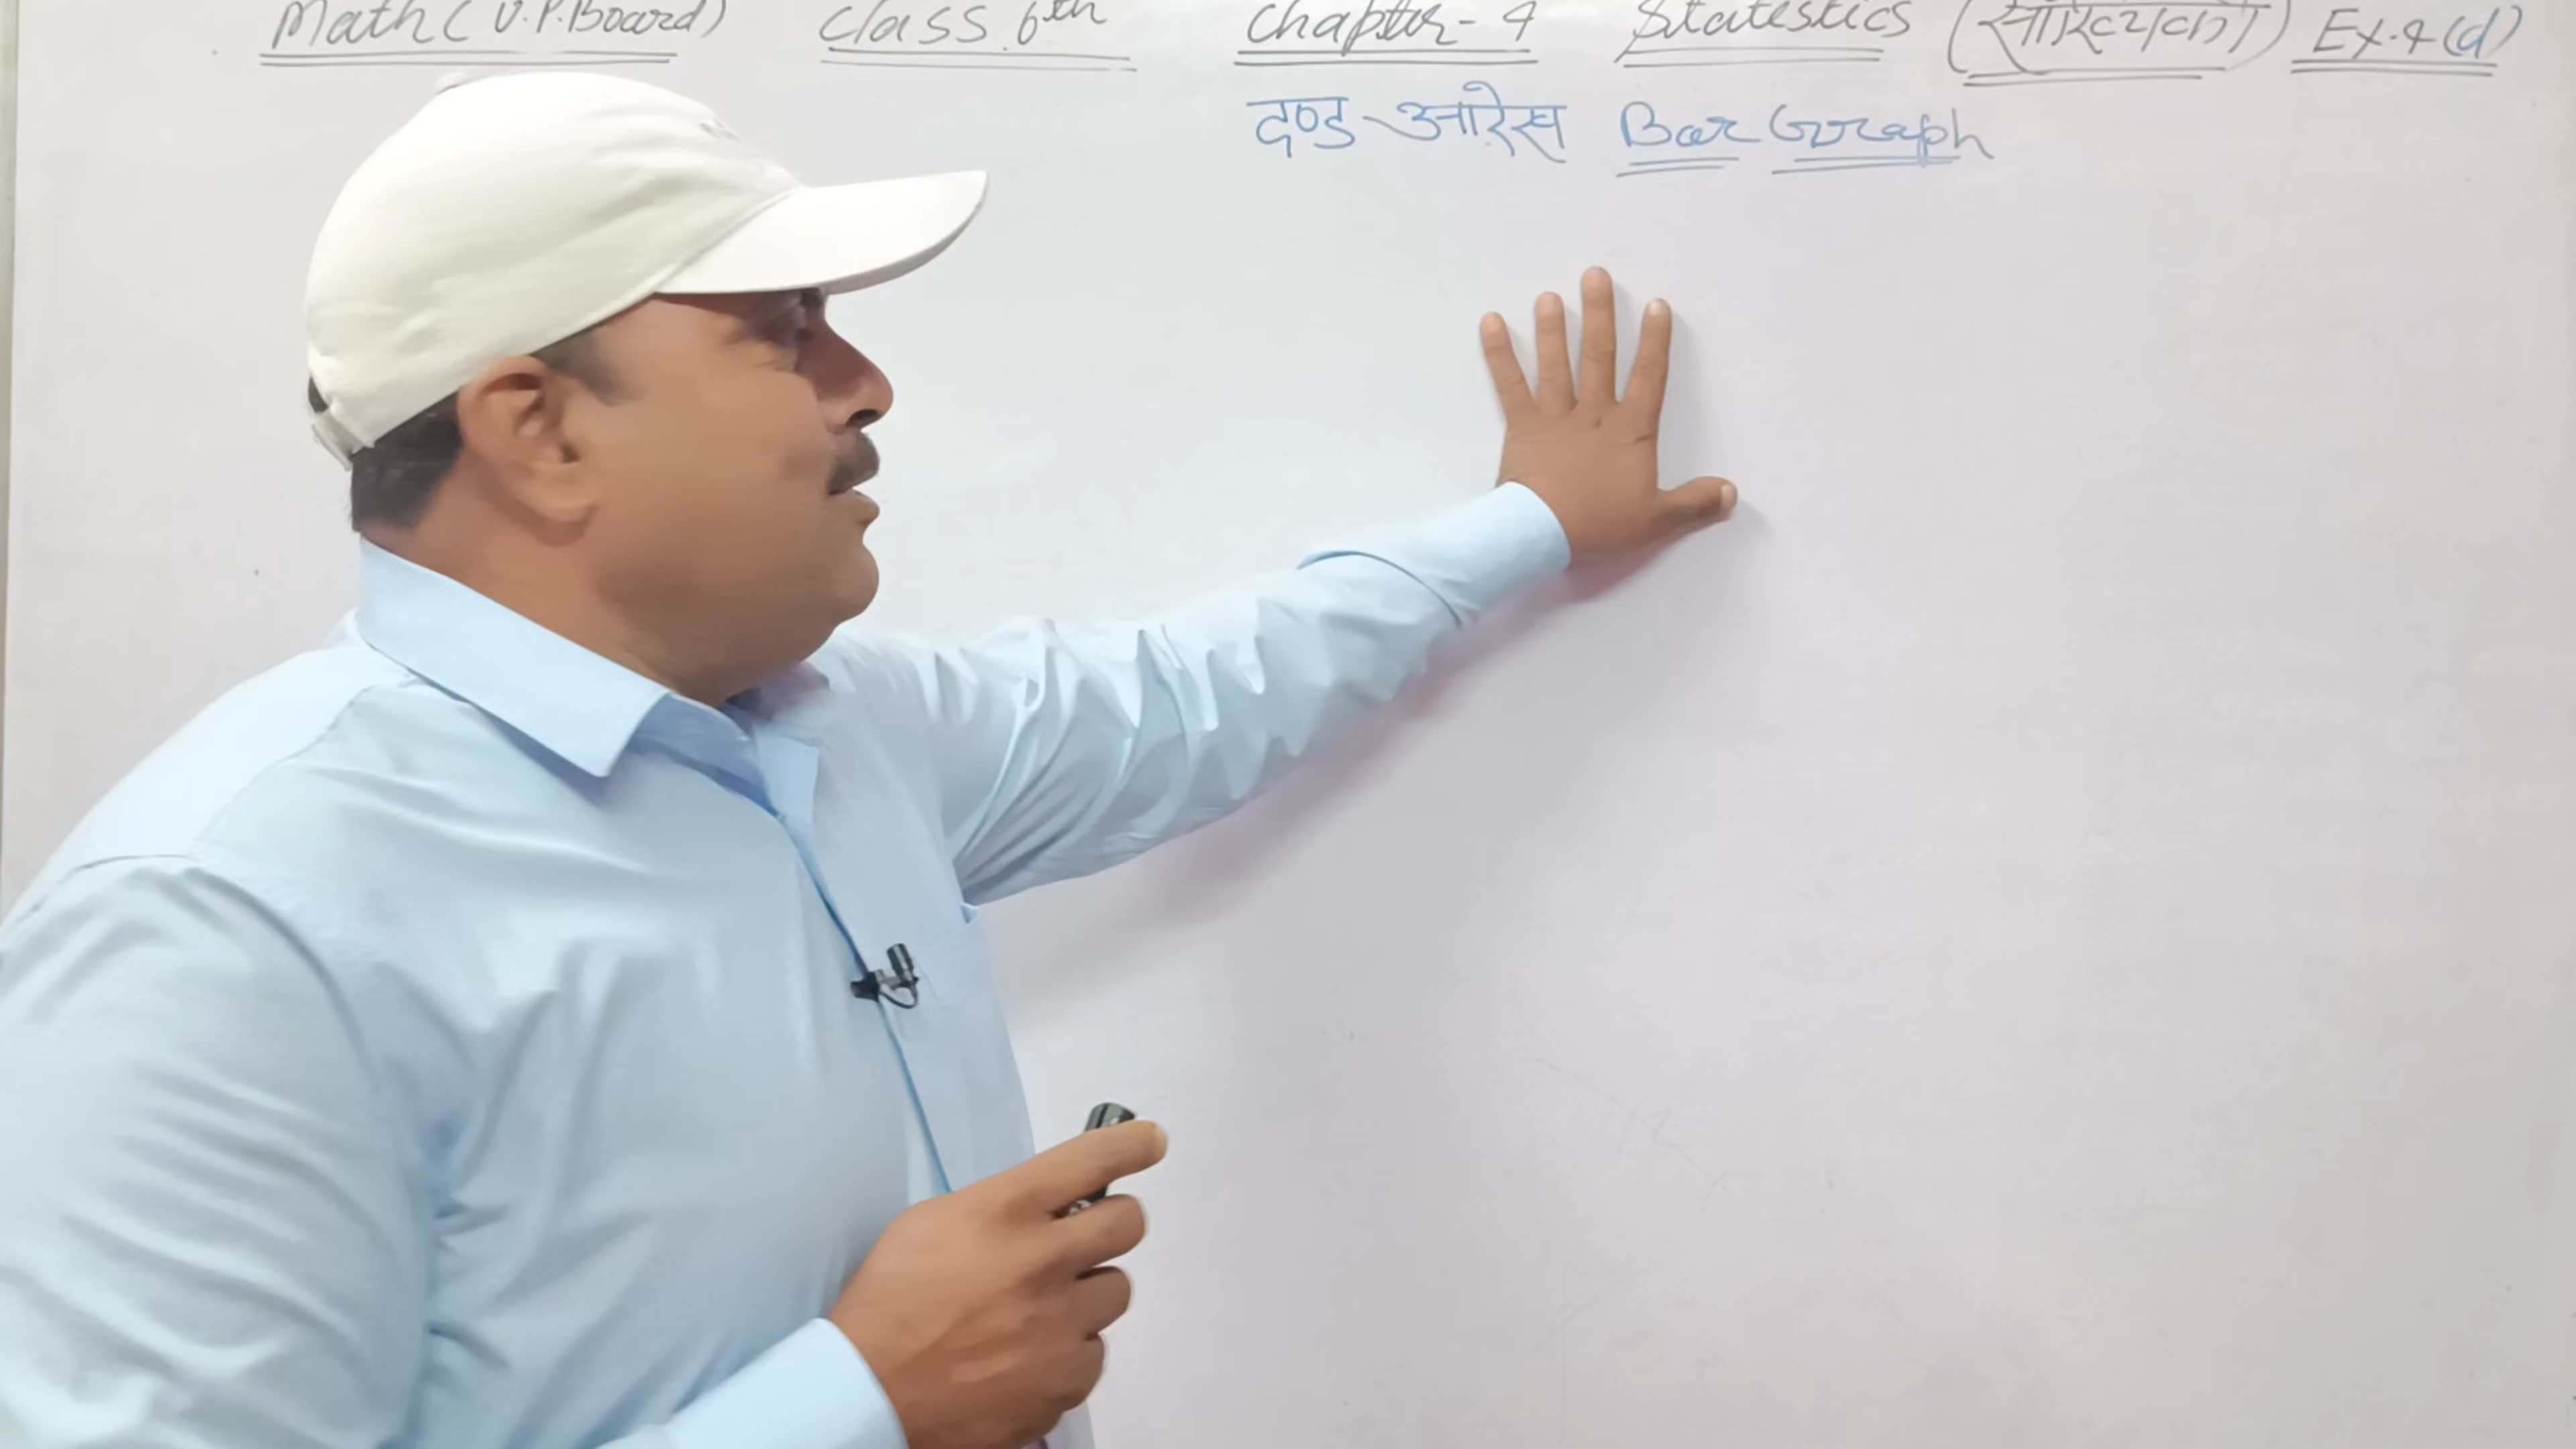 Math (U.P.Board) Class 6th Chapter-4 Statestics (सांख्यिकी) Ex.4(d)
दण्ड-आरेख Bar Graph